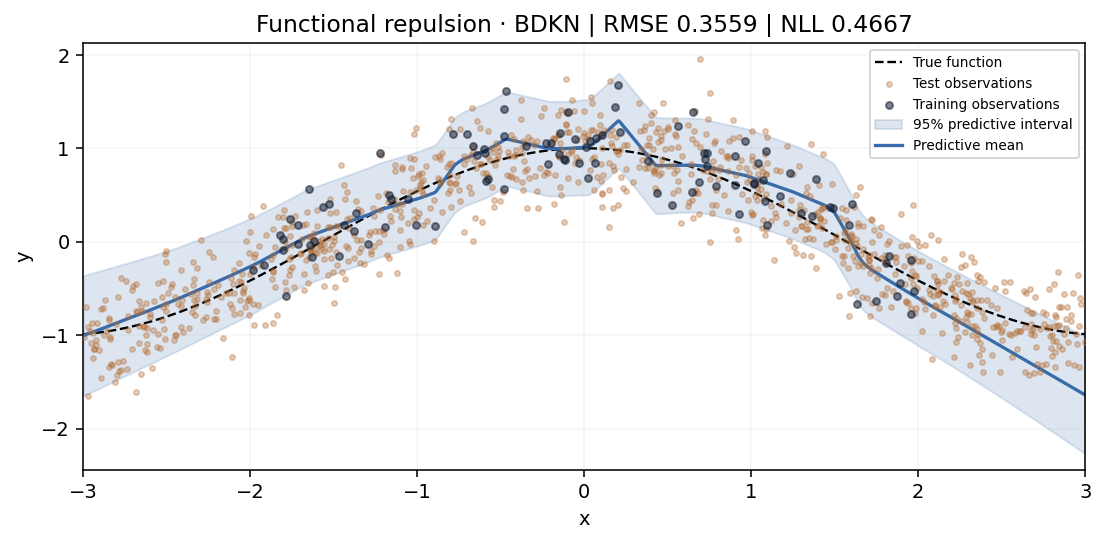 Functional repulsion · BDKN | RMSE 0.3559 | NLL 0.4667
True function
Test observations
Training observations
95% predictive interval
Predictive mean
y
2
1
0
−1
−2
−3
−2
−1
0
1
2
3
x